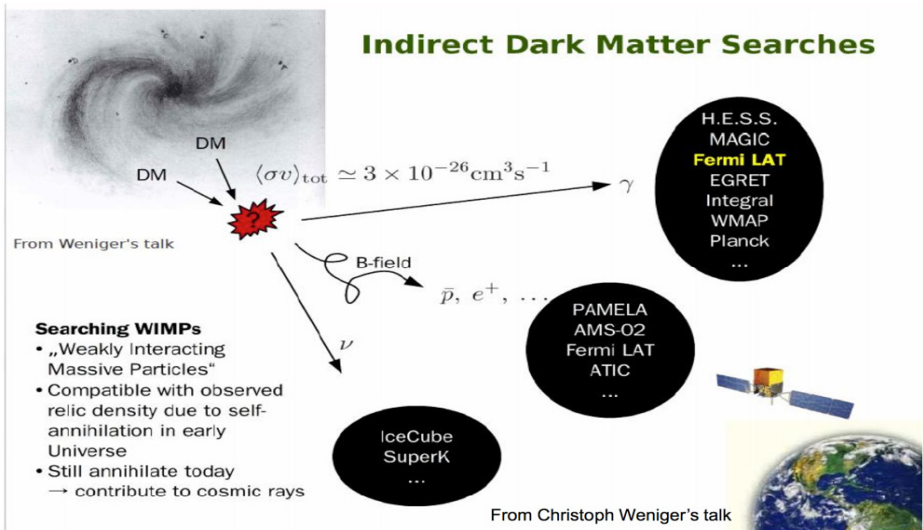 Indirect Dark Matter Searches
DM
DM
⟨σv⟩tot ≃ 3 × 10−26cm3s−1
γ
H.E.S.S.
MAGIC
Fermi LAT
EGRET
Integral
WMAP
Planck
...
?
From Weniger's talk
B-field
p̄, e+, ...
PAMELA
AMS-02
Fermi LAT
ATIC
...
ν
Searching WIMPs
• „Weakly Interacting
Massive Particles“
• Compatible with observed
relic density due to self-
annihilation in early
Universe
• Still annihilate today
→ contribute to cosmic rays
IceCube
SuperK
...
From Christoph Weniger's talk